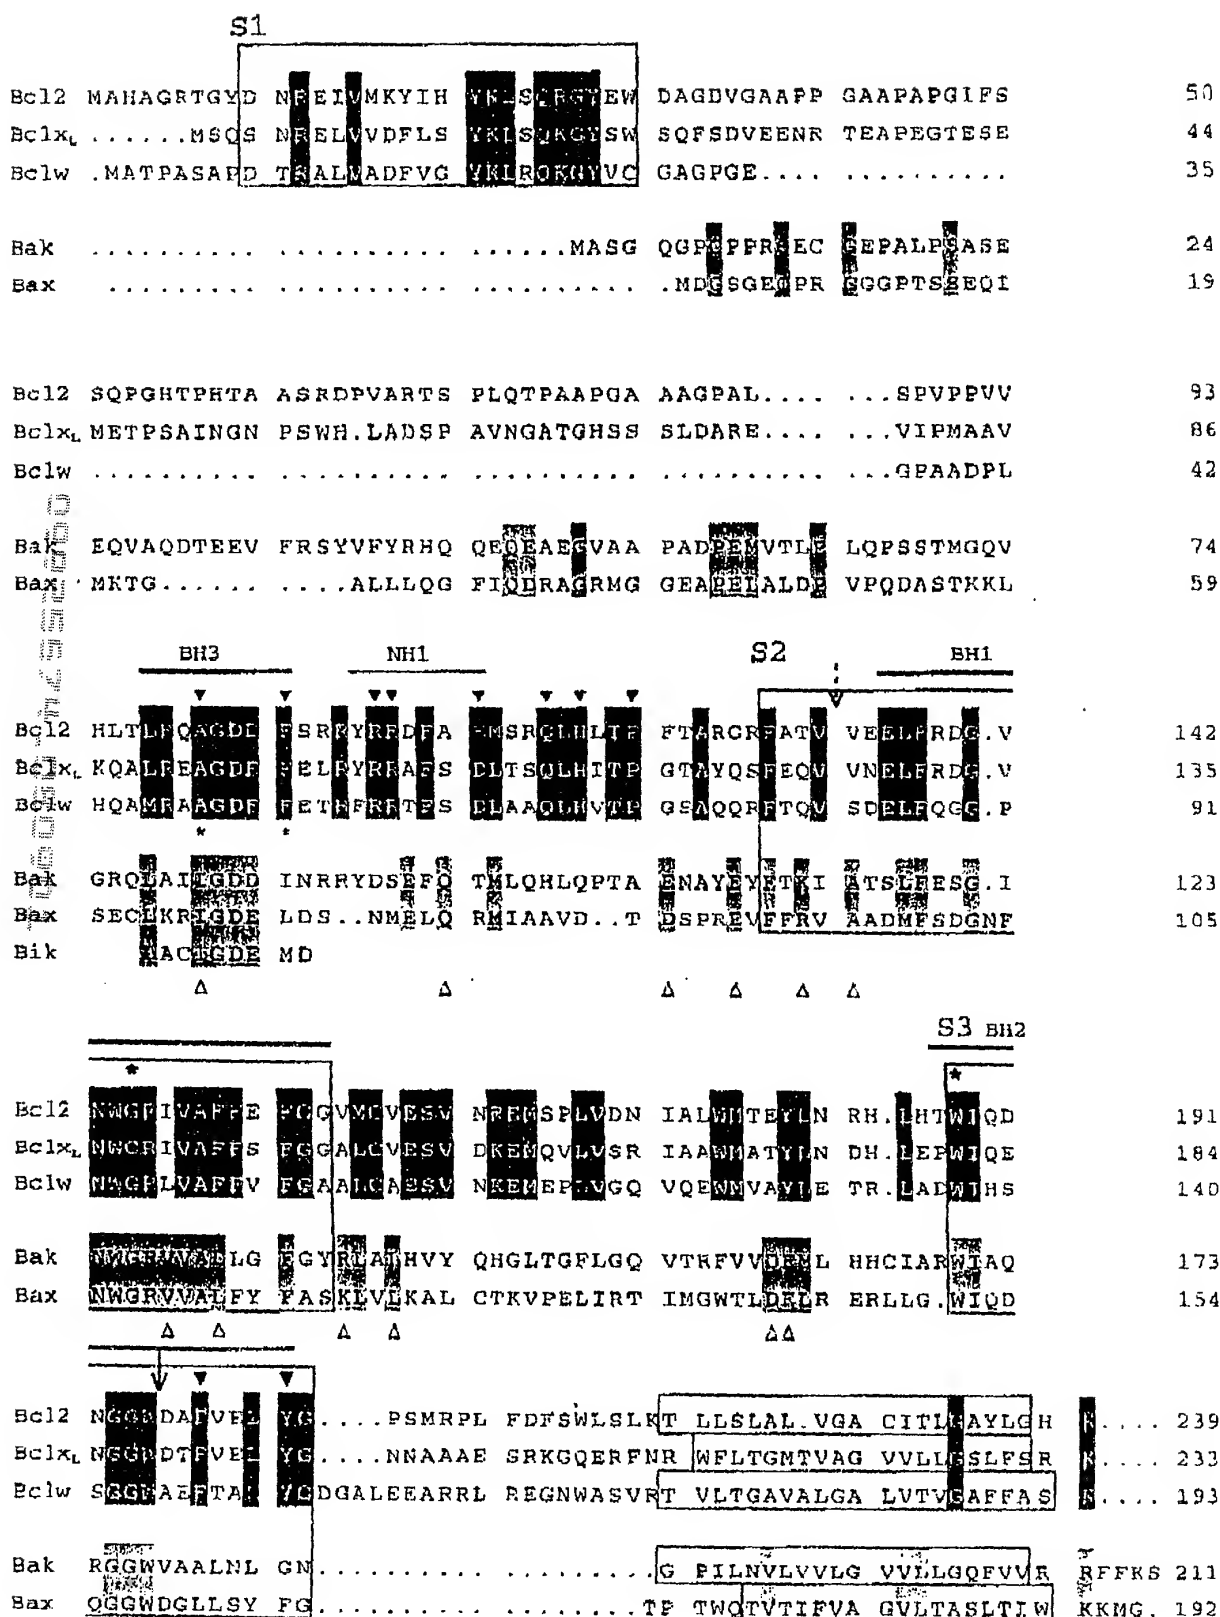 S1
Bcl2 MAHAGRTGYD NREIVMKYIH YKLSQRGYEW DAGDVGAAPP GAAPAPGIFS 50
BclxL ......MSQS NRELVVDFLS YKLSQKGYSW SQFSDVEENR TEAPEGTESE 44
Bclw .MATPASAPD TRALVADFVG YKLRQKGYVC GAGPGE.... .......... 35
Bak .......... .......... ......MASG QGPGPPRGEC GEPALPSASE 24
Bax .......... .......... .......... .MDGSGEQPR GGGPTSSEQI 19
Bcl2 SQPGHTPHTA ASRDPVARTS PLQTPAAPGA AAGPAL.... ...SPVPPVV 93
BclxL METPSAINGN PSWH.LADSP AVNGATGHSS SLDARE.... ...VIPMAAV 86
Bclw .......... .......... .......... .......... ...GPAADPL 42
Bak EQVAQDTEEV FRSYVFYRHQ QEQEAEGVAA PADPEMVTLP LQPSSTMGQV 74
Bax MKTG...... ....ALLLQG FIQDRAGRMG GEAPELALDP VPQDASTKKL 59
BH3 NH1 S2 BH1
Bcl2 HLTLRQAGDD FSRRYRRDFA EMSRQLHLTP FTARGRFATV VEELFRDG.V 142
BclxL KQALREAGDE FELRYRRAFS DLTSQLHITP GTAYQSFEQV VNELFRDG.V 135
Bclw HQAMRAAGDE FETRFRRTFS DLAAQLHVTP GSAQQRFTQV SDELFQGG.P 91
Bak GRQLAIIGDD INRRYDSEFQ TMLQHLQPTA ENAYEYFTKI ATSLFESG.I 123
Bax SECLKRIGDE LDS..NMELQ RMIAAVD..T DSPREVFFRV AADMFSDGNF 105
Bik LACIGDE MD
S3 BH2
Bcl2 NWGRIVAFFE FGGVMCVESV NREMSPLVDN IALWMTEYLN RH.LHTWIQD 191
BclxL NWGRIVAFFS FGGALCVESV DKEMQVLVSR IAAWMATYLN DH.LEPWIQE 184
Bclw NWGRLVAFFV FGAALCAESV NKEMEPLVGQ VQEWMVAYLE TR.LADWIHS 140
Bak NWGRVVALLG FGYRLALHVY QHGLTGFLGQ VTRFVVDFML HHCIARWIAQ 173
Bax NWGRVVALFY FASKLVLKAL CTKVPELIRT IMGWTLDFLR ERLLG.WIQD 154
Bcl2 NGGWDAFVEL YG....PSMRPL FDFSWLSLKT LLSLAL.VGA CITLGAYLGH K.... 239
BclxL NGGWDTFVEL YG....NNAAAE SRKGQERFNR WFLTGMTVAG VVLLGSLFSR K.... 233
Bclw SGGWAEFTAL YGDGALEEARRL REGNWASVRT VLTGAVALGA LVTVGAFFAS K.... 193
Bak RGGWVAALNL GN....................G PILNVLVVLG VVLLGQFVVR RFFKS 211
Bax QGGWDGLLSY FG....................TP TWQTVTIFVA GVLTASLTIW KKMG. 192